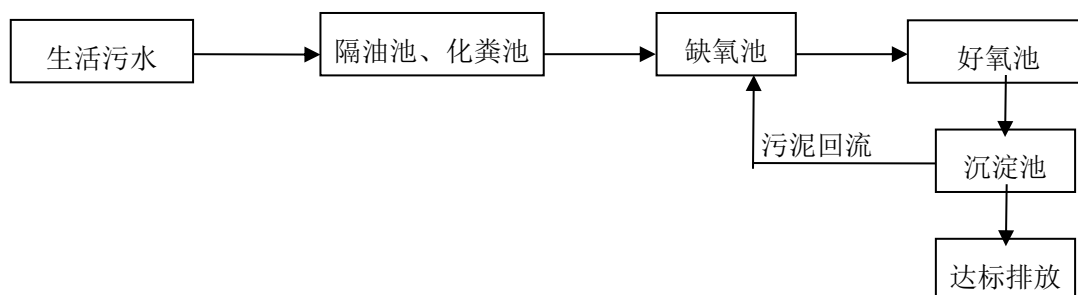 生活污水
隔油池、化粪池
缺氧池
好氧池
污泥回流
沉淀池
达标排放